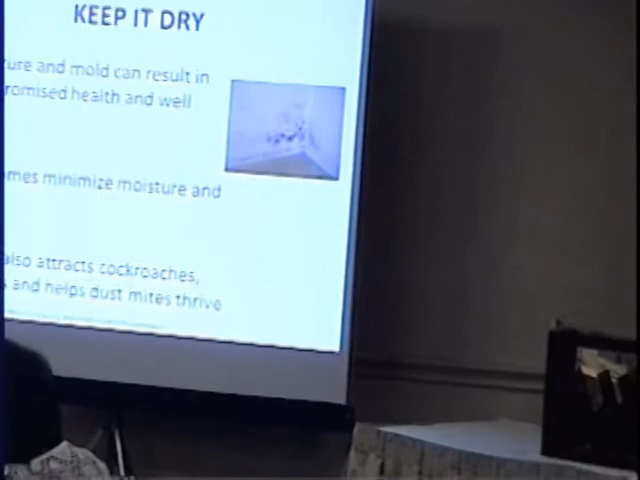 KEEP IT DRY
ture and mold can result in
romised health and well
mes minimize moisture and
also attracts cockroaches,
and helps dust mites thrive